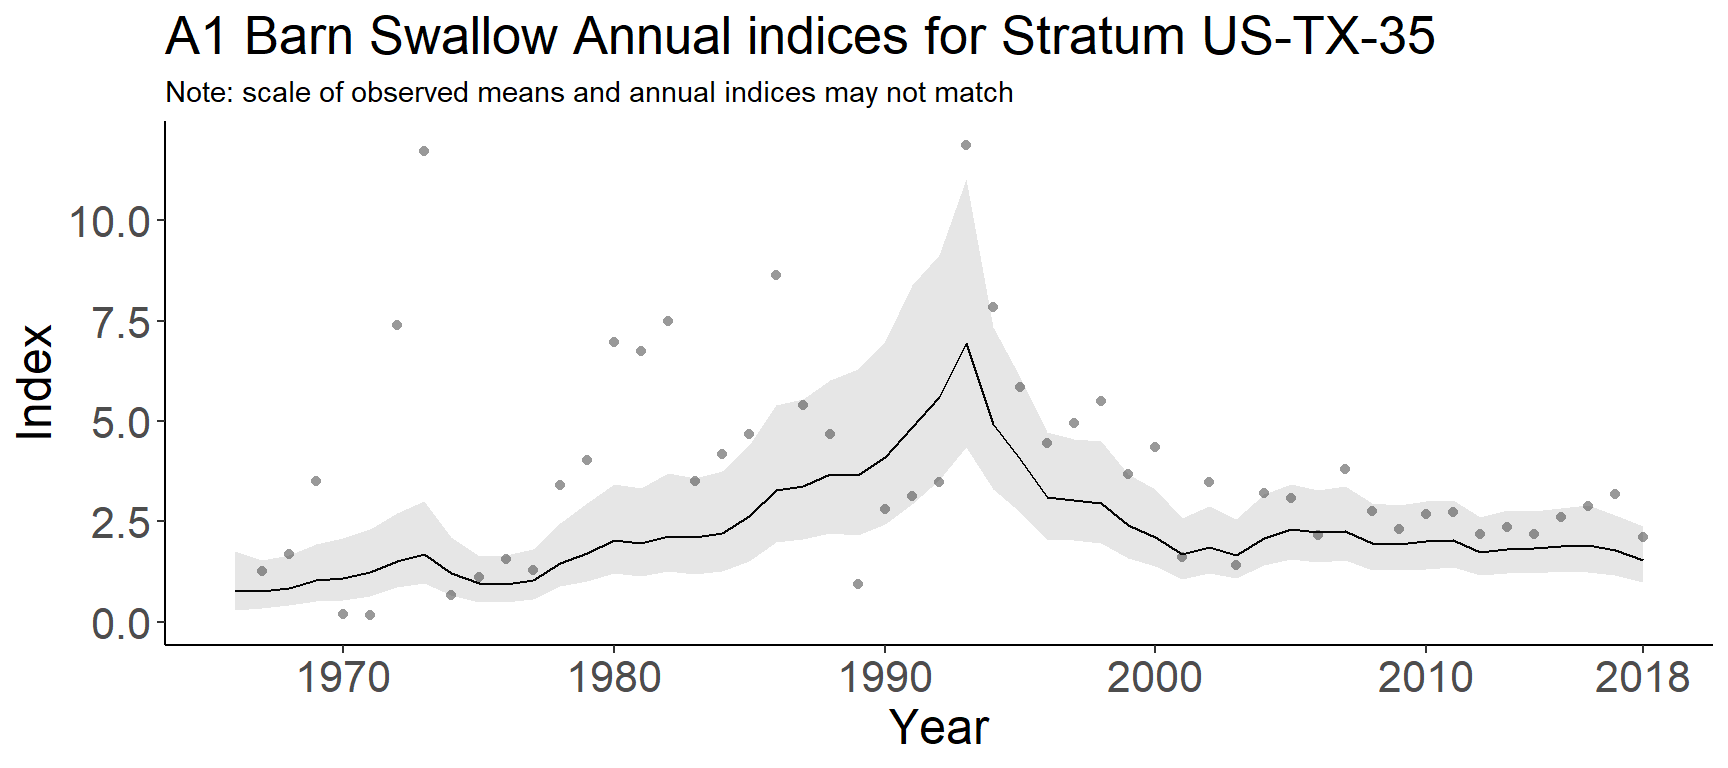 A1 Barn Swallow Annual indices for Stratum US-TX-35
Note: scale of observed means and annual indices may not match
Index
10.0
7.5
5.0
2.5
0.0
1970 1980 1990 2000 2010 2018
Year